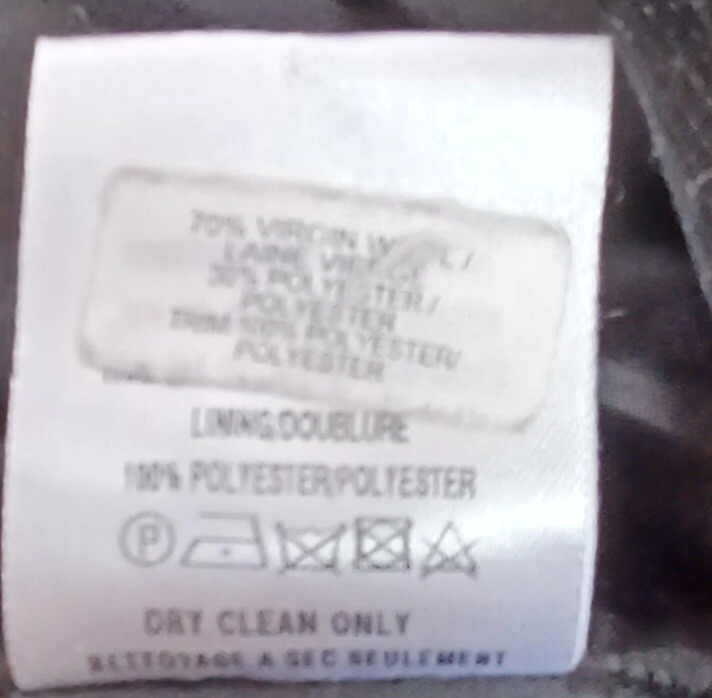 70% VIRGIN WOOL/
LAINE VIERGE
30% POLYESTER/
POLYESTER
TRIM 100% POLYESTER/
POLYESTER
LINING/DOUBLURE
100% POLYESTER/POLYESTER
P
DRY CLEAN ONLY
NETTOYAGE A SEC SEULEMENT